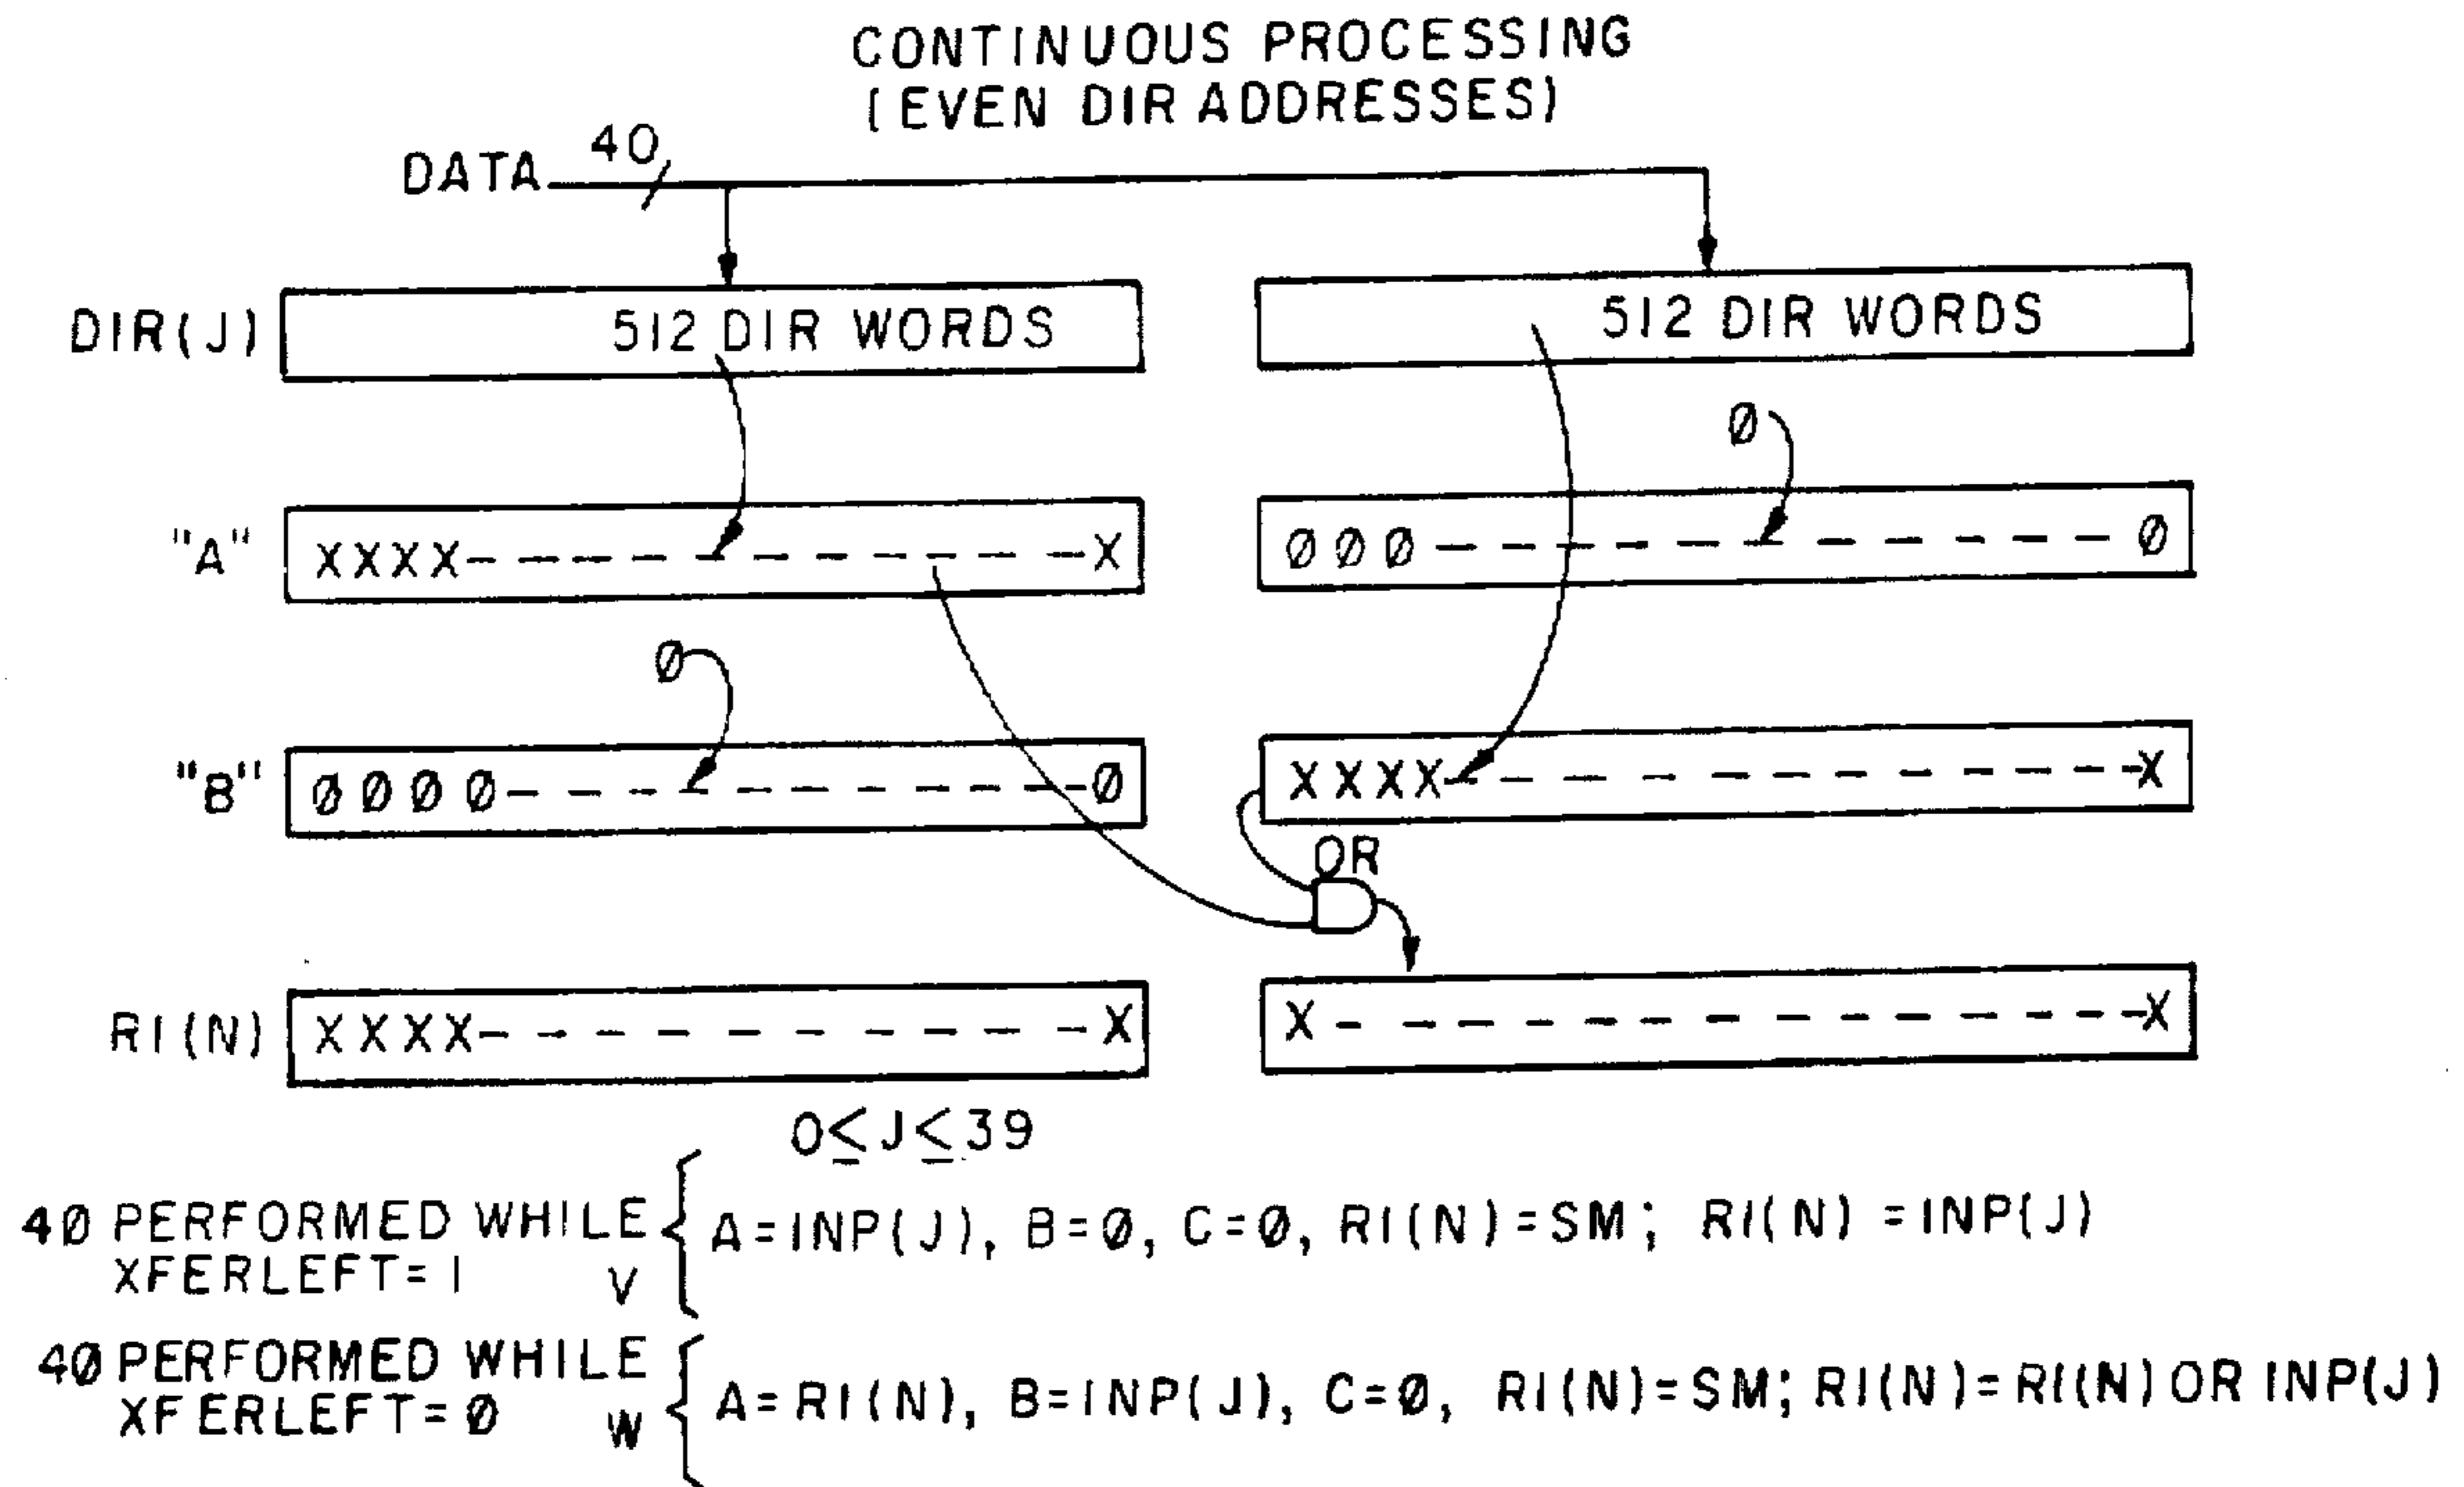 CONTINUOUS PROCESSING
(EVEN DIR ADDRESSES)
DATA 40
DIR(J) 512 DIR WORDS 512 DIR WORDS
Ø
"A" XXXX------------X ØØØ------------Ø
Ø
"B" ØØØØ-----------Ø XXXX------------X
OR
RI(N) XXXX-----------X X--------------X
0≤J≤39
4Ø PERFORMED WHILE
XFERLEFT=1 V { A=INP(J), B=Ø, C=Ø, RI(N)=SM; RI(N)=INP(J)
4Ø PERFORMED WHILE
XFERLEFT=Ø W { A=RI(N), B=INP(J), C=Ø, RI(N)=SM; RI(N)=RI(N) OR INP(J)